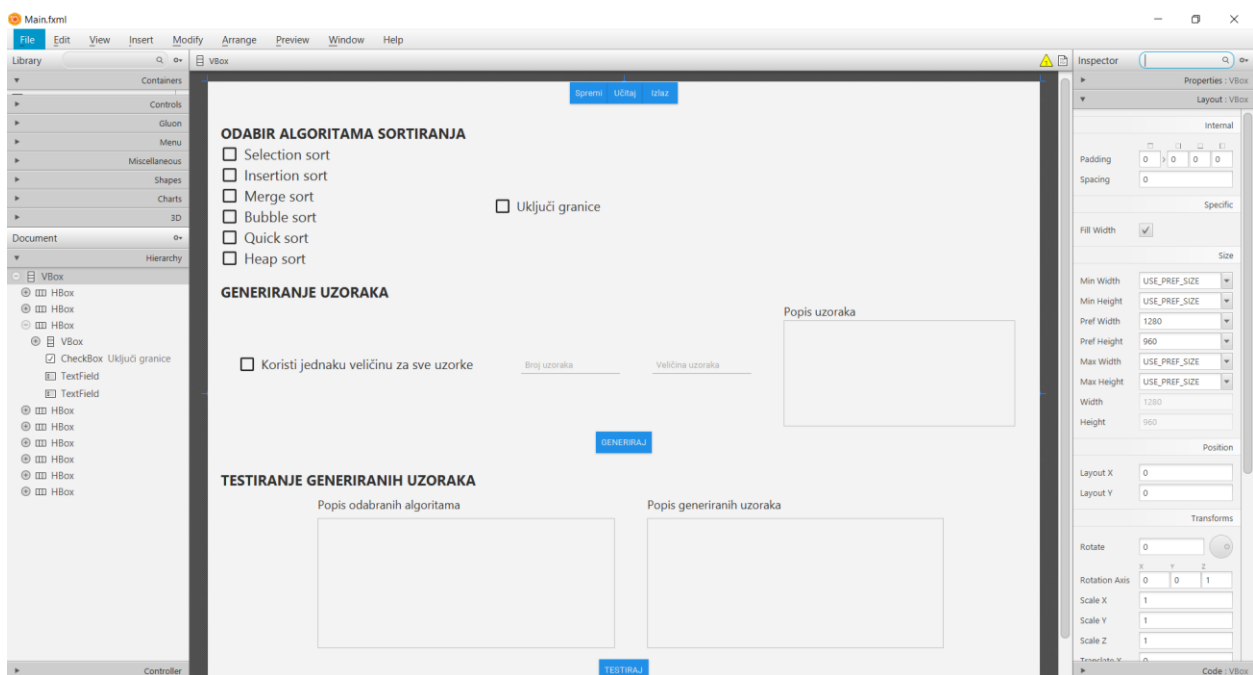 Main.fxml
File Edit View Insert Modify Arrange Preview Window Help
Library
Containers
Controls
Gluon
Menu
Miscellaneous
Shapes
Charts
3D
Document
Hierarchy
VBox
HBox
HBox
HBox
VBox
CheckBox Uključi granice
TextField
TextField
HBox
HBox
HBox
HBox
HBox
HBox
Controller
VBox
Spremi Učitaj Izlaz
ODABIR ALGORITAMA SORTIRANJA
Selection sort
Insertion sort
Merge sort
Bubble sort
Quick sort
Heap sort
Uključi granice
GENERIRANJE UZORAKA
Popis uzoraka
Koristi jednaku veličinu za sve uzorke
Broj uzoraka
Veličina uzoraka
GENERIRAJ
TESTIRANJE GENERIRANIH UZORAKA
Popis odabranih algoritama
Popis generiranih uzoraka
TESTIRAJ
Inspector
Properties : VBox
Layout : VBox
Internal
Padding 0 0 0 0
Spacing 0
Specific
Fill Width
Size
Min Width USE_PREF_SIZE
Min Height USE_PREF_SIZE
Pref Width 1280
Pref Height 960
Max Width USE_PREF_SIZE
Max Height USE_PREF_SIZE
Width 1280
Height 960
Position
Layout X 0
Layout Y 0
Transforms
Rotate 0
X Y Z
Rotation Axis 0 0 1
Scale X 1
Scale Y 1
Scale Z 1
Translate X 0
Code : VBox